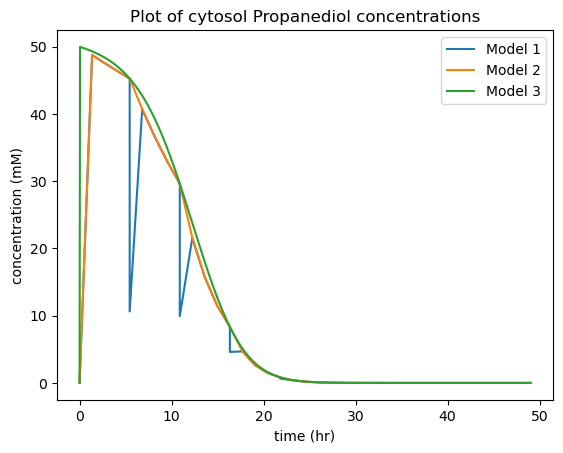 Plot of cytosol Propanediol concentrations
50
40
30
20
10
0
concentration (mM)
Model 1
Model 2
Model 3
0 10 20 30 40 50
time (hr)